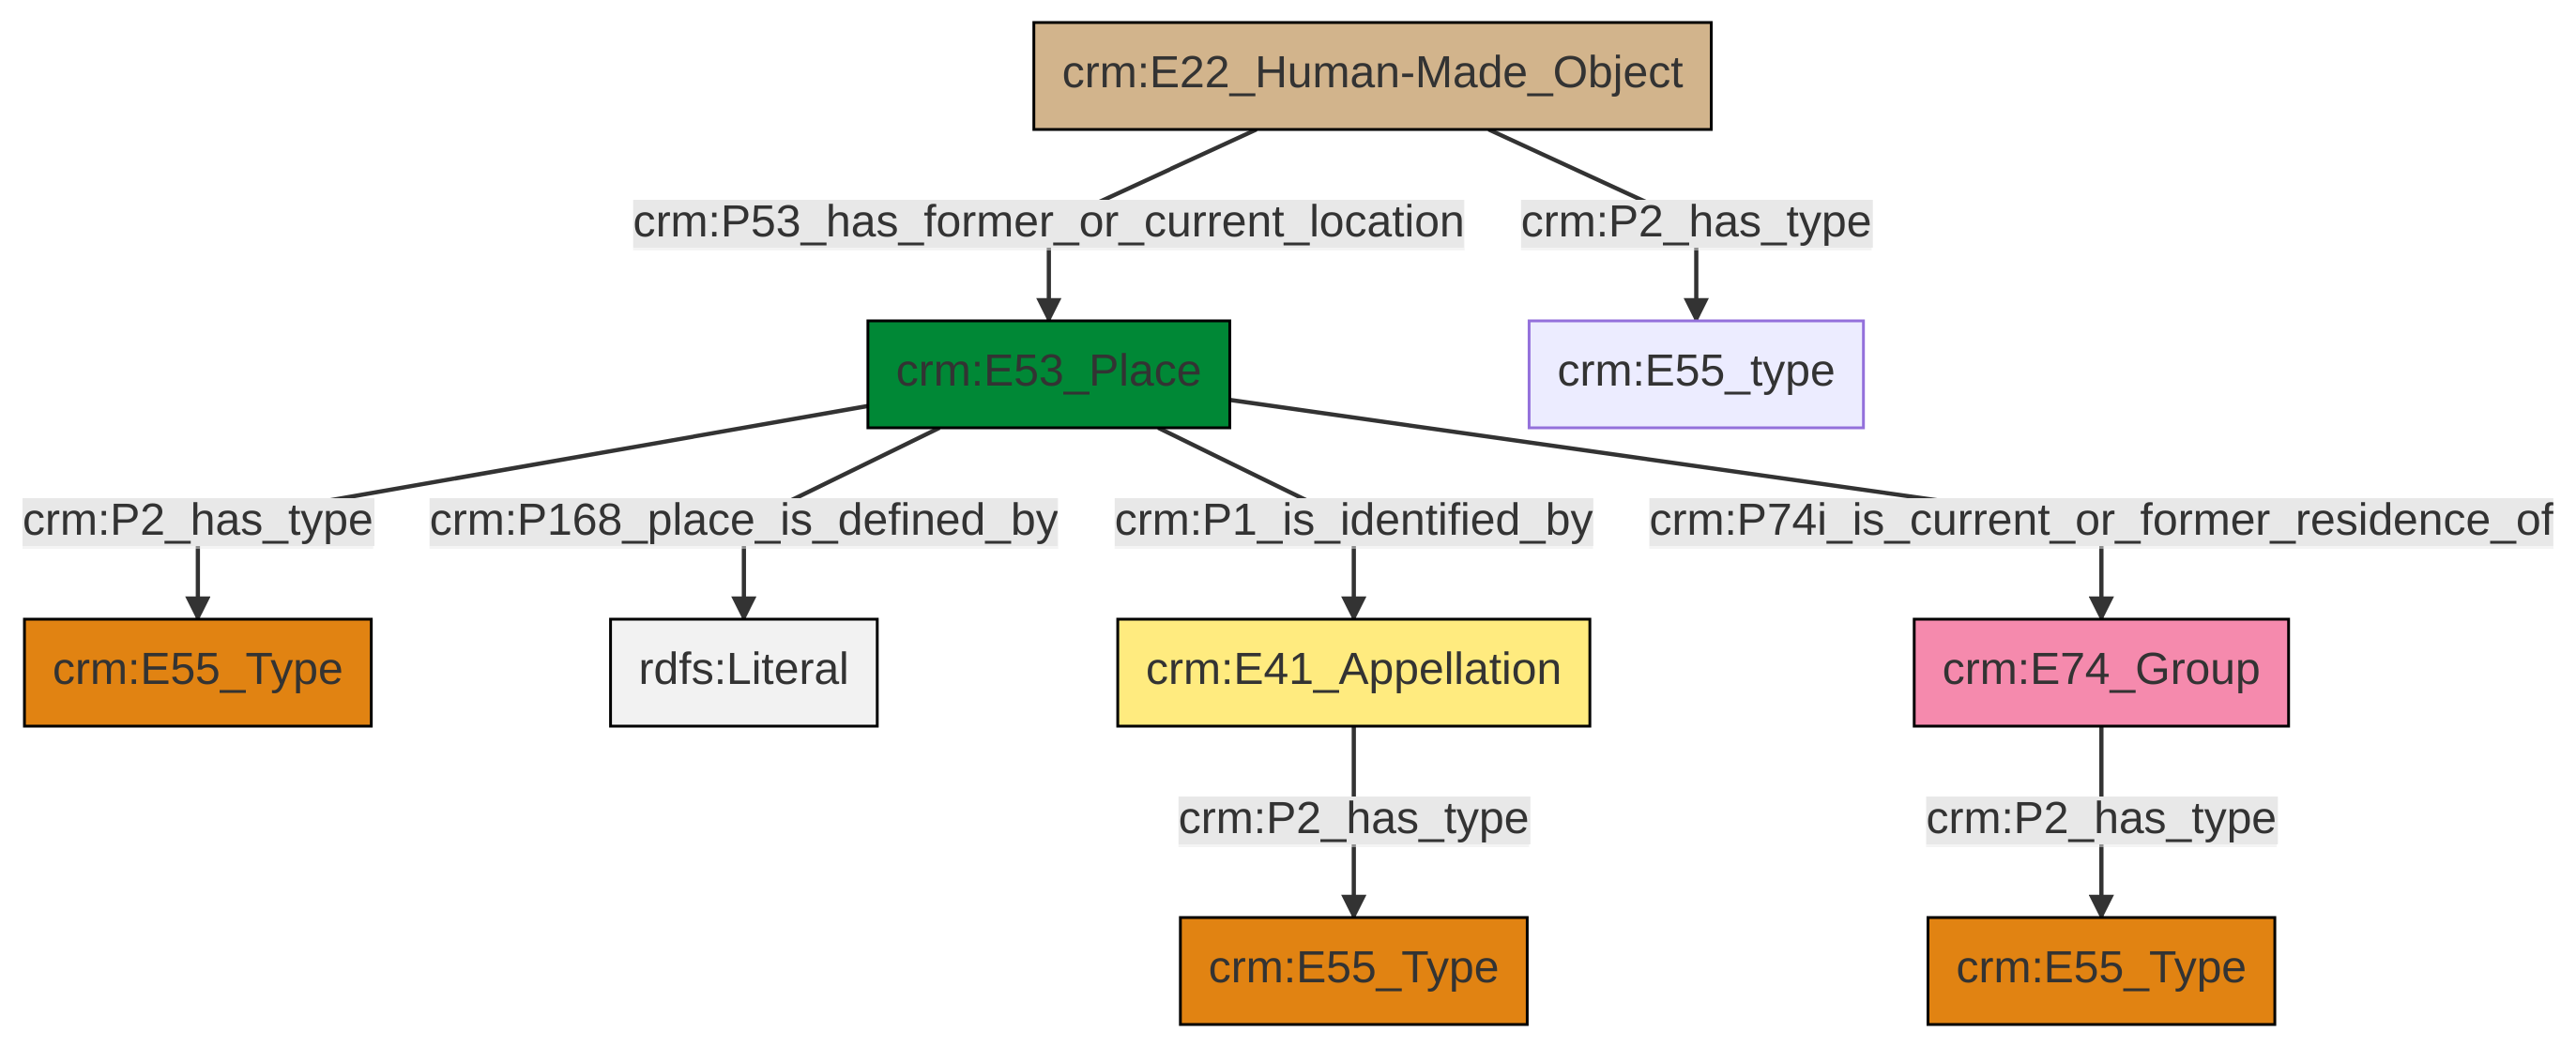 crm:E22_Human-Made_Object
crm:P53_has_former_or_current_location
crm:P2_has_type
crm:E53_Place
crm:E55_type
crm:P2_has_type
crm:P168_place_is_defined_by
crm:P1_is_identified_by
crm:P74i_is_current_or_former_residence_of
crm:E55_Type
rdfs:Literal
crm:E41_Appellation
crm:E74_Group
crm:P2_has_type
crm:P2_has_type
crm:E55_Type
crm:E55_Type